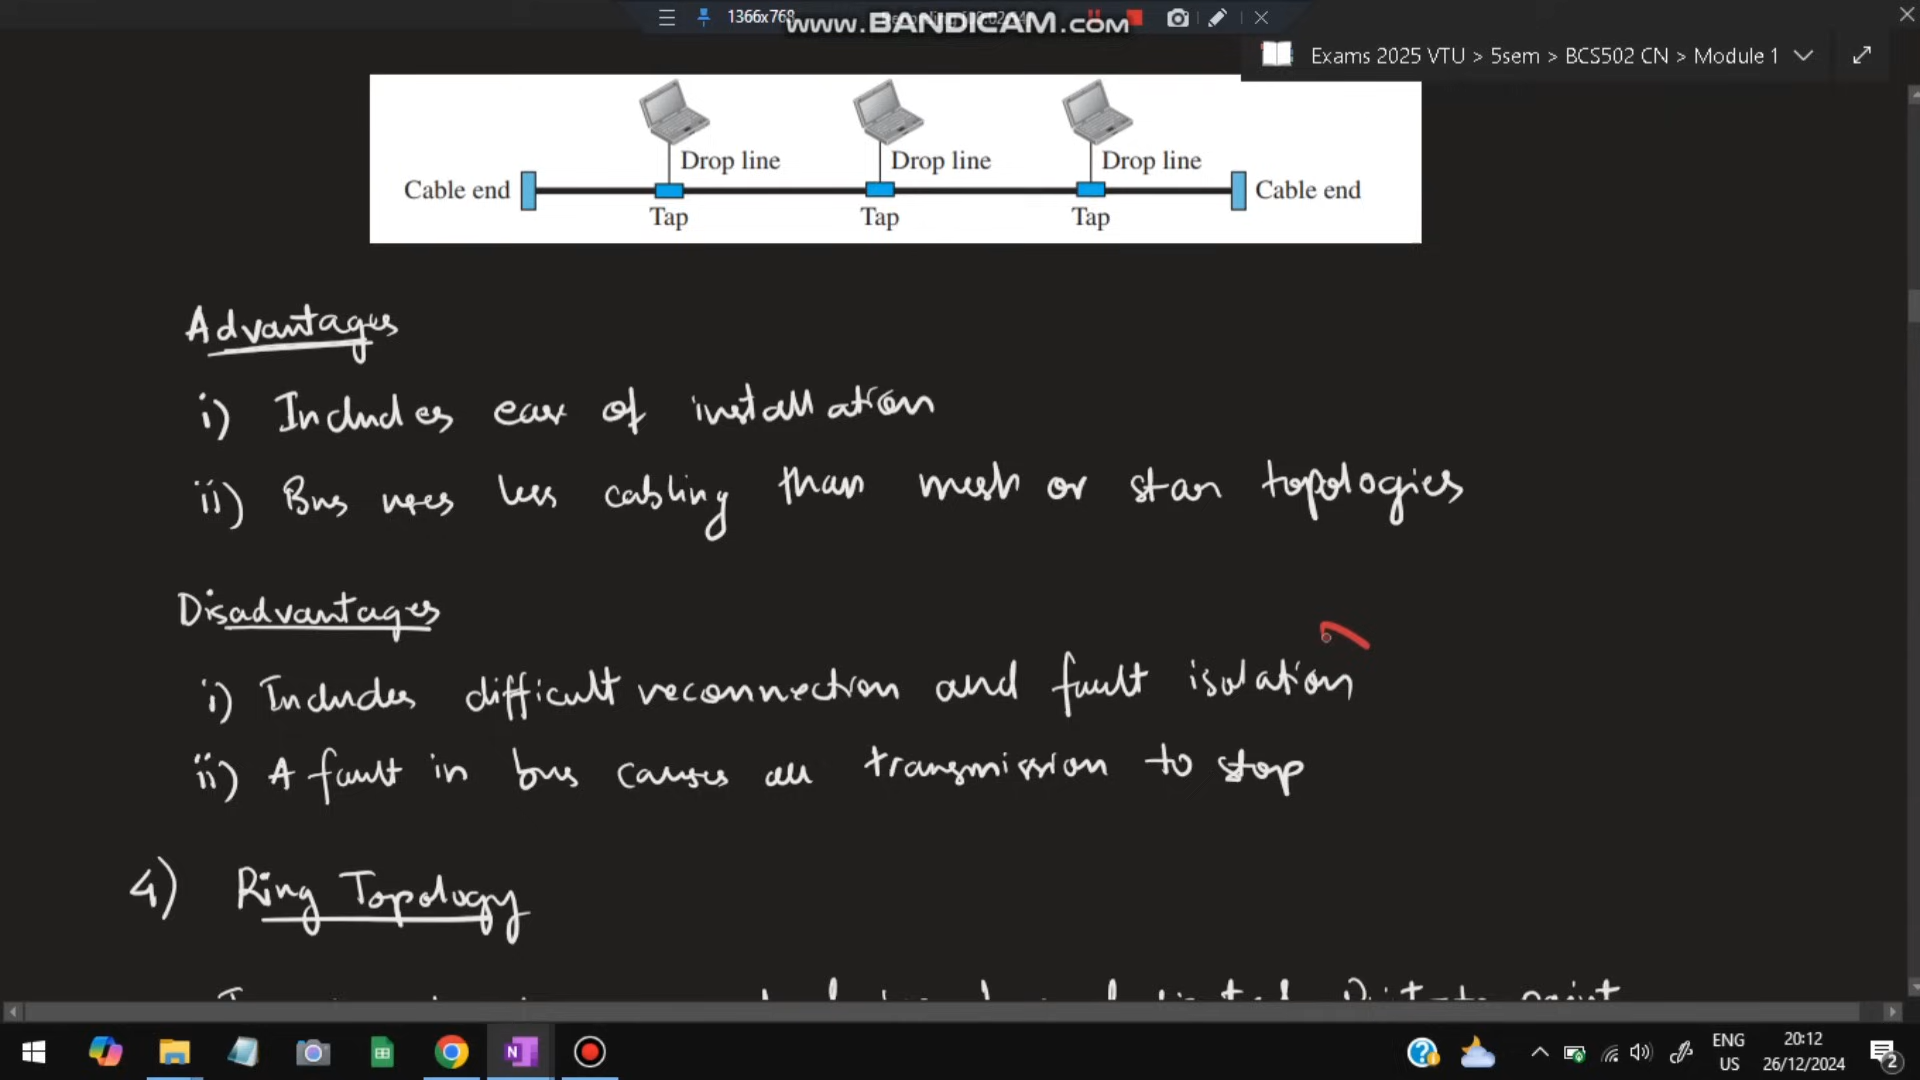 1366x768
www.BANDICAM.com
Exams 2025 VTU > 5sem > BCS502 CN > Module 1
Drop line Drop line Drop line
Cable end Cable end
Tap Tap Tap
Advantages
i) Includes ease of installation
ii) Bus uses less cabling than mesh or star topologies
Disadvantages
i) Includes difficult reconnection and fault isolation
ii) A fault in bus causes all transmission to stop
4) Ring Topology
ENG 20:12
US 26/12/2024
2